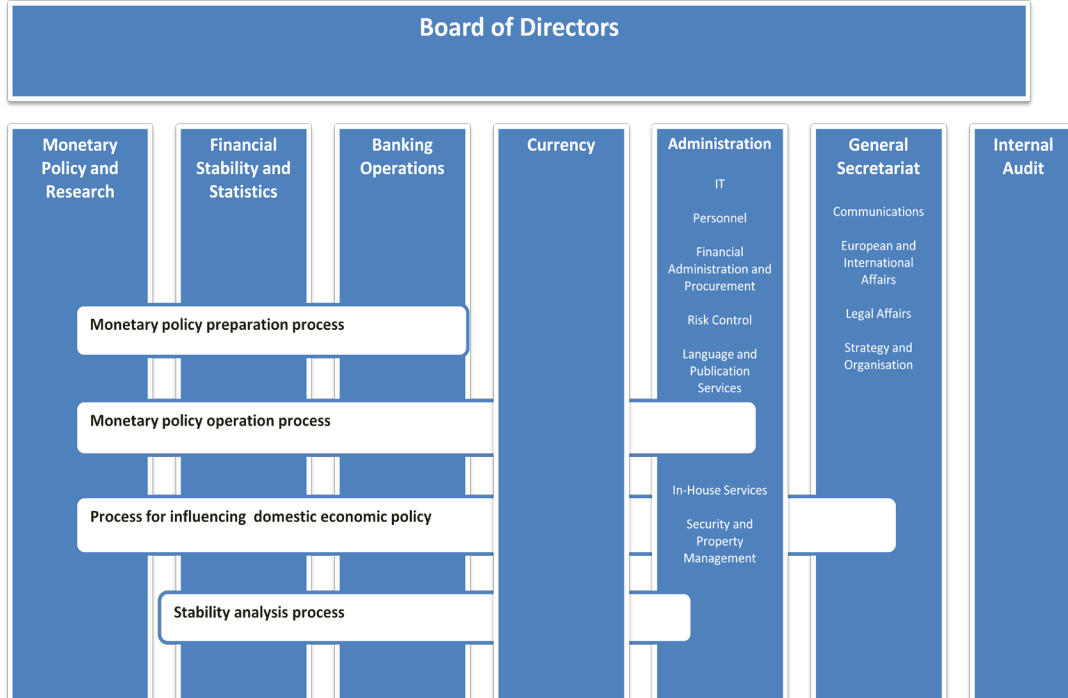 Board of Directors
Monetary
Policy and
Research
Financial
Stability and
Statistics
Banking
Operations
Currency
Administration
IT
Personnel
Financial
Administration and
Procurement
Risk Control
Language and
Publication
Services
In-House Services
Security and
Property
Management
General
Secretariat
Communications
European and
International
Affairs
Legal Affairs
Strategy and
Organisation
Internal
Audit
Monetary policy preparation process
Monetary policy operation process
Process for influencing domestic economic policy
Stability analysis process